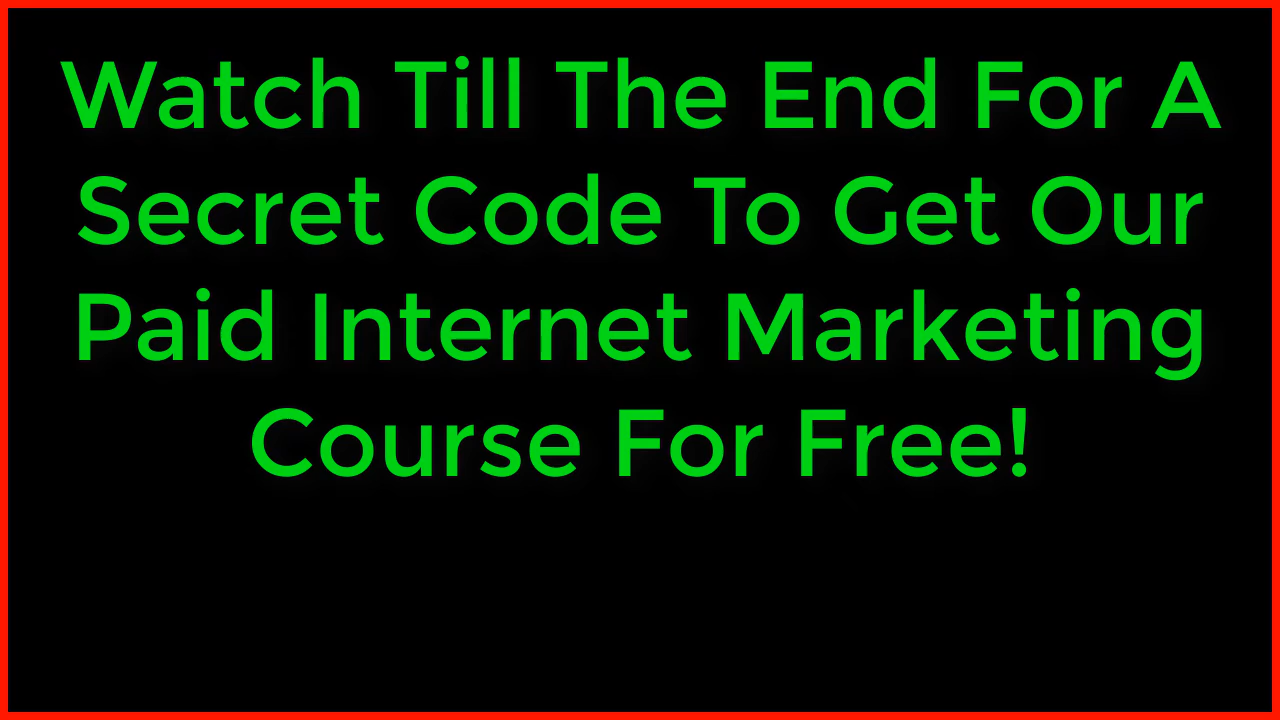 Watch Till The End For A
Secret Code To Get Our
Paid Internet Marketing
Course For Free!